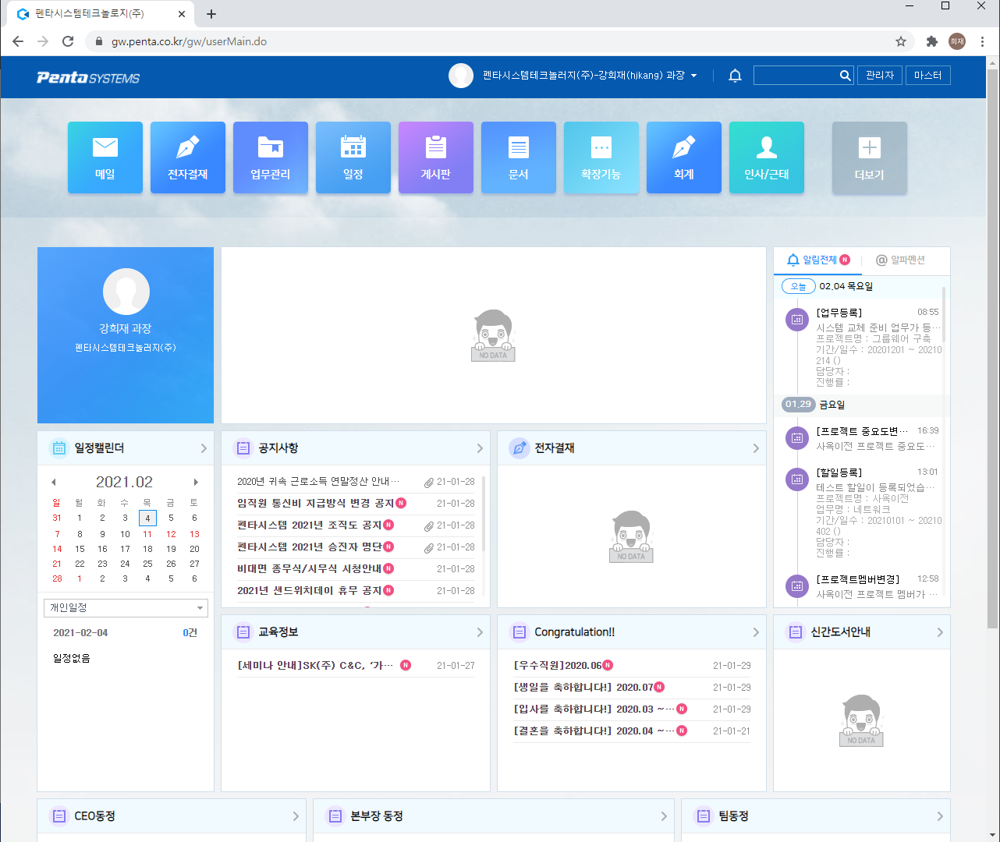 펜타시스템테크놀로지(주)
gw.penta.co.kr/gw/userMain.do
희재
Penta SYSTEMS
펜타시스템테크놀러지(주)-강희재(hjkang) 과장
관리자
마스터
메일
전자결재
업무관리
일정
게시판
문서
확장기능
회계
인사/근태
더보기
강희재 과장
펜타시스템테크놀러지(주)
NO DATA
알림전체 N
@ 알파멘션
오늘 02.04 목요일
[업무등록] 08:55
시스템 교체 준비 업무가 등…
프로젝트명 : 그룹웨어 구축
기간/일수 : 20201201 ~ 20210
214 ()
담당자 :
진행률 :
01.29 금요일
[프로젝트 중요도변… 16:39
사옥이전 프로젝트 중요도…
[할일등록] 13:01
테스트 할일이 등록되었습…
프로젝트명 : 사옥이전
업무명 : 네트워크
기간/일수 : 20210101 ~ 20210
402 ()
담당자 :
진행률 :
[프로젝트멤버변경] 12:58
사옥이전 프로젝트 멤버가 …
일정캘린더
2021.02
일 월 화 수 목 금 토
31 1 2 3 4 5 6
7 8 9 10 11 12 13
14 15 16 17 18 19 20
21 22 23 24 25 26 27
28 1 2 3 4 5 6
개인일정
2021-02-04 0건
일정없음
공지사항
2020년 귀속 근로소득 연말정산 안내… 21-01-28
임직원 통신비 지급방식 변경 공지 N 21-01-28
펜타시스템 2021년 조직도 공지 N 21-01-28
펜타시스템 2021년 승진자 명단 N 21-01-28
비대면 종무식/시무식 시청안내 N 21-01-28
2021년 샌드위치데이 휴무 공지 N 21-01-28
전자결재
NO DATA
교육정보
[세미나 안내]SK(주) C&C, ‘가… N 21-01-27
Congratulation!!
[우수직원]2020.06 N 21-01-29
[생일을 축하합니다!] 2020.07 N 21-01-29
[입사를 축하합니다!] 2020.03 ~… N 21-01-29
[결혼을 축하합니다!] 2020.04 ~… N 21-01-21
신간도서안내
NO DATA
CEO동정
본부장 동정
팀동정